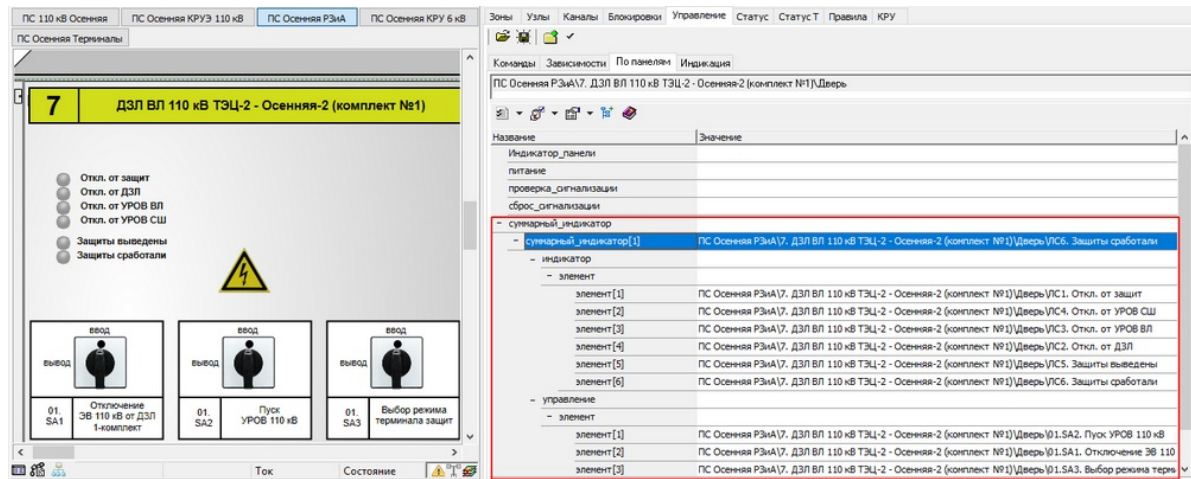 ПС 110 кВ Осенняя
ПС Осенняя КРУЭ 110 кВ
ПС Осенняя РЗиА
ПС Осенняя КРУ 6 кВ
ПС Осенняя Терминалы
7
ДЗЛ ВЛ 110 кВ ТЭЦ-2 - Осенняя-2 (комплект №1)
Откл. от защит
Откл. от ДЗЛ
Откл. от УРОВ ВЛ
Откл. от УРОВ СШ
Защиты выведены
Защиты сработали
ввод
вывод
01.
SA1
Отключение
ЭВ 110 кВ от ДЗЛ
1-комплект
ввод
вывод
01.
SA2
Пуск
УРОВ 110 кВ
ввод
вывод
01.
SA3
Выбор режима
терминала защит
Ток
Состояние
Зоны Узлы Каналы Блокировки Управление Статус Статус Т Правила КРУ
Команды Зависимости По панелям Индикация
ПС Осенняя РЗиА\7. ДЗЛ ВЛ 110 кВ ТЭЦ-2 - Осенняя-2 (комплект №1)\Дверь
Название Значение
Индикатор_панели
питание
проверка_сигнализации
сброс_сигнализации
суммарный_индикатор
суммарный_индикатор[1] ПС Осенняя РЗиА\7. ДЗЛ ВЛ 110 кВ ТЭЦ-2 - Осенняя-2 (комплект №1)\Дверь\ЛС6. Защиты сработали
индикатор
элемент
элемент[1] ПС Осенняя РЗиА\7. ДЗЛ ВЛ 110 кВ ТЭЦ-2 - Осенняя-2 (комплект №1)\Дверь\ЛС1. Откл. от защит
элемент[2] ПС Осенняя РЗиА\7. ДЗЛ ВЛ 110 кВ ТЭЦ-2 - Осенняя-2 (комплект №1)\Дверь\ЛС4. Откл. от УРОВ СШ
элемент[3] ПС Осенняя РЗиА\7. ДЗЛ ВЛ 110 кВ ТЭЦ-2 - Осенняя-2 (комплект №1)\Дверь\ЛС3. Откл. от УРОВ ВЛ
элемент[4] ПС Осенняя РЗиА\7. ДЗЛ ВЛ 110 кВ ТЭЦ-2 - Осенняя-2 (комплект №1)\Дверь\ЛС2. Откл. от ДЗЛ
элемент[5] ПС Осенняя РЗиА\7. ДЗЛ ВЛ 110 кВ ТЭЦ-2 - Осенняя-2 (комплект №1)\Дверь\ЛС5. Защиты выведены
элемент[6] ПС Осенняя РЗиА\7. ДЗЛ ВЛ 110 кВ ТЭЦ-2 - Осенняя-2 (комплект №1)\Дверь\ЛС6. Защиты сработали
управление
элемент
элемент[1] ПС Осенняя РЗиА\7. ДЗЛ ВЛ 110 кВ ТЭЦ-2 - Осенняя-2 (комплект №1)\Дверь\01.SA2. Пуск УРОВ 110 кВ
элемент[2] ПС Осенняя РЗиА\7. ДЗЛ ВЛ 110 кВ ТЭЦ-2 - Осенняя-2 (комплект №1)\Дверь\01.SA1. Отключение ЭВ 110
элемент[3] ПС Осенняя РЗиА\7. ДЗЛ ВЛ 110 кВ ТЭЦ-2 - Осенняя-2 (комплект №1)\Дверь\01.SA3. Выбор режима терми